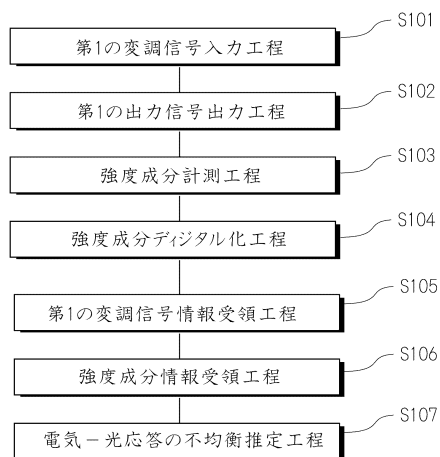 S101
第1の変調信号入力工程
S102
第1の出力信号出力工程
S103
強度成分計測工程
S104
強度成分ディジタル化工程
S105
第1の変調信号情報受領工程
S106
強度成分情報受領工程
S107
電気－光応答の不均衡推定工程